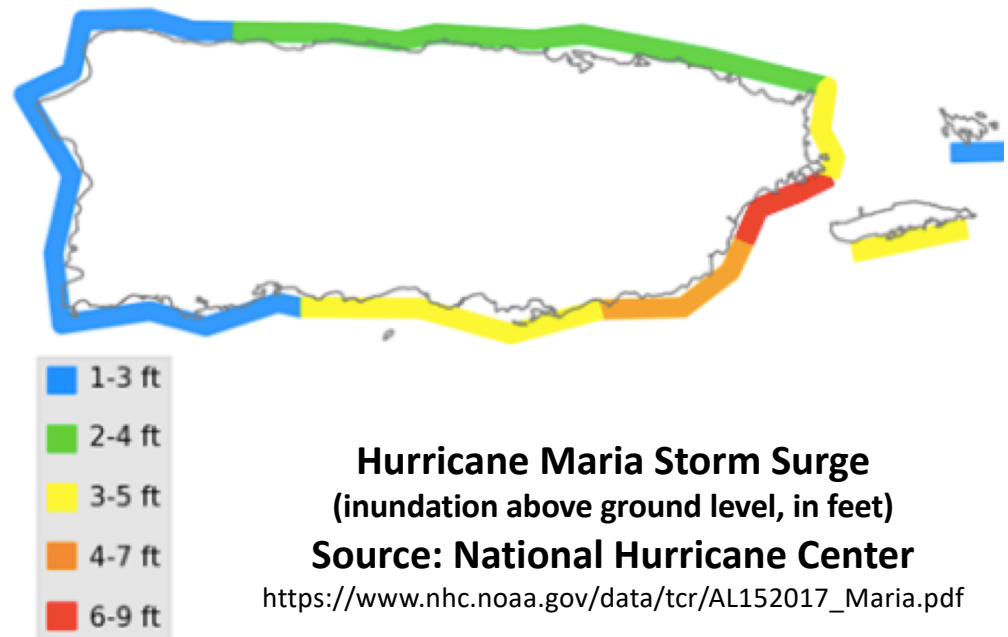 1-3 ft
2-4 ft
3-5 ft
4-7 ft
6-9 ft
Hurricane Maria Storm Surge
(inundation above ground level, in feet)
Source: National Hurricane Center
https://www.nhc.noaa.gov/data/tcr/AL152017_Maria.pdf